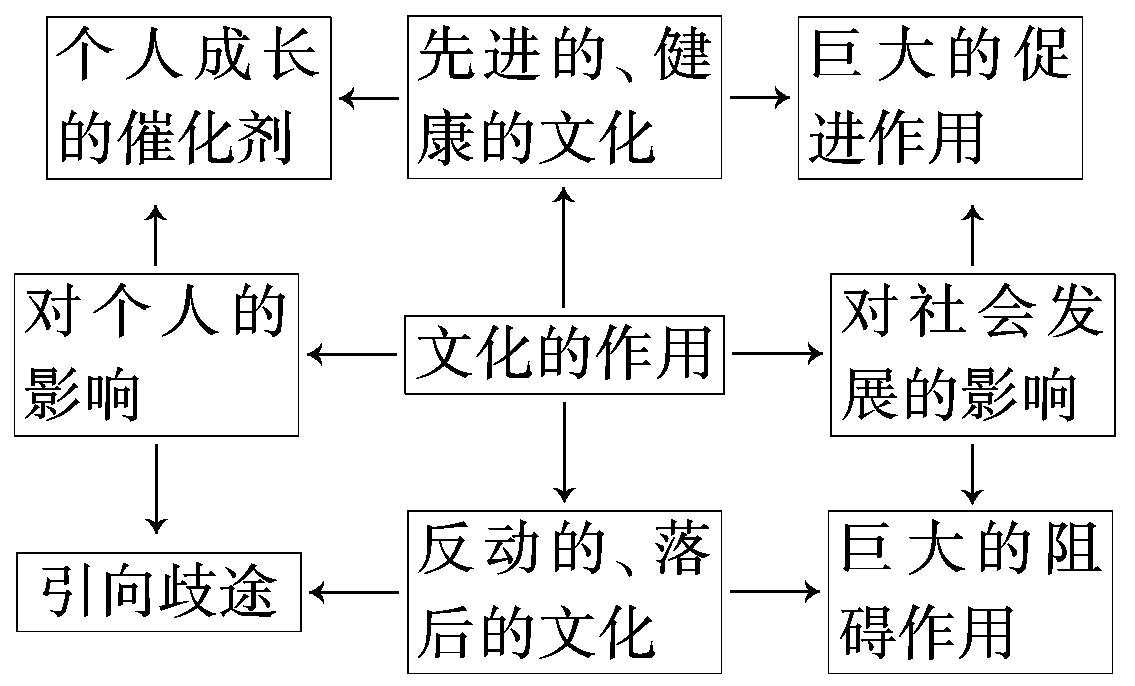 个人成长
的催化剂
先进的、健
康的文化
巨大的促
进作用
对个人的
影响
文化的作用
对社会发
展的影响
引向歧途
反动的、落
后的文化
巨大的阻
碍作用